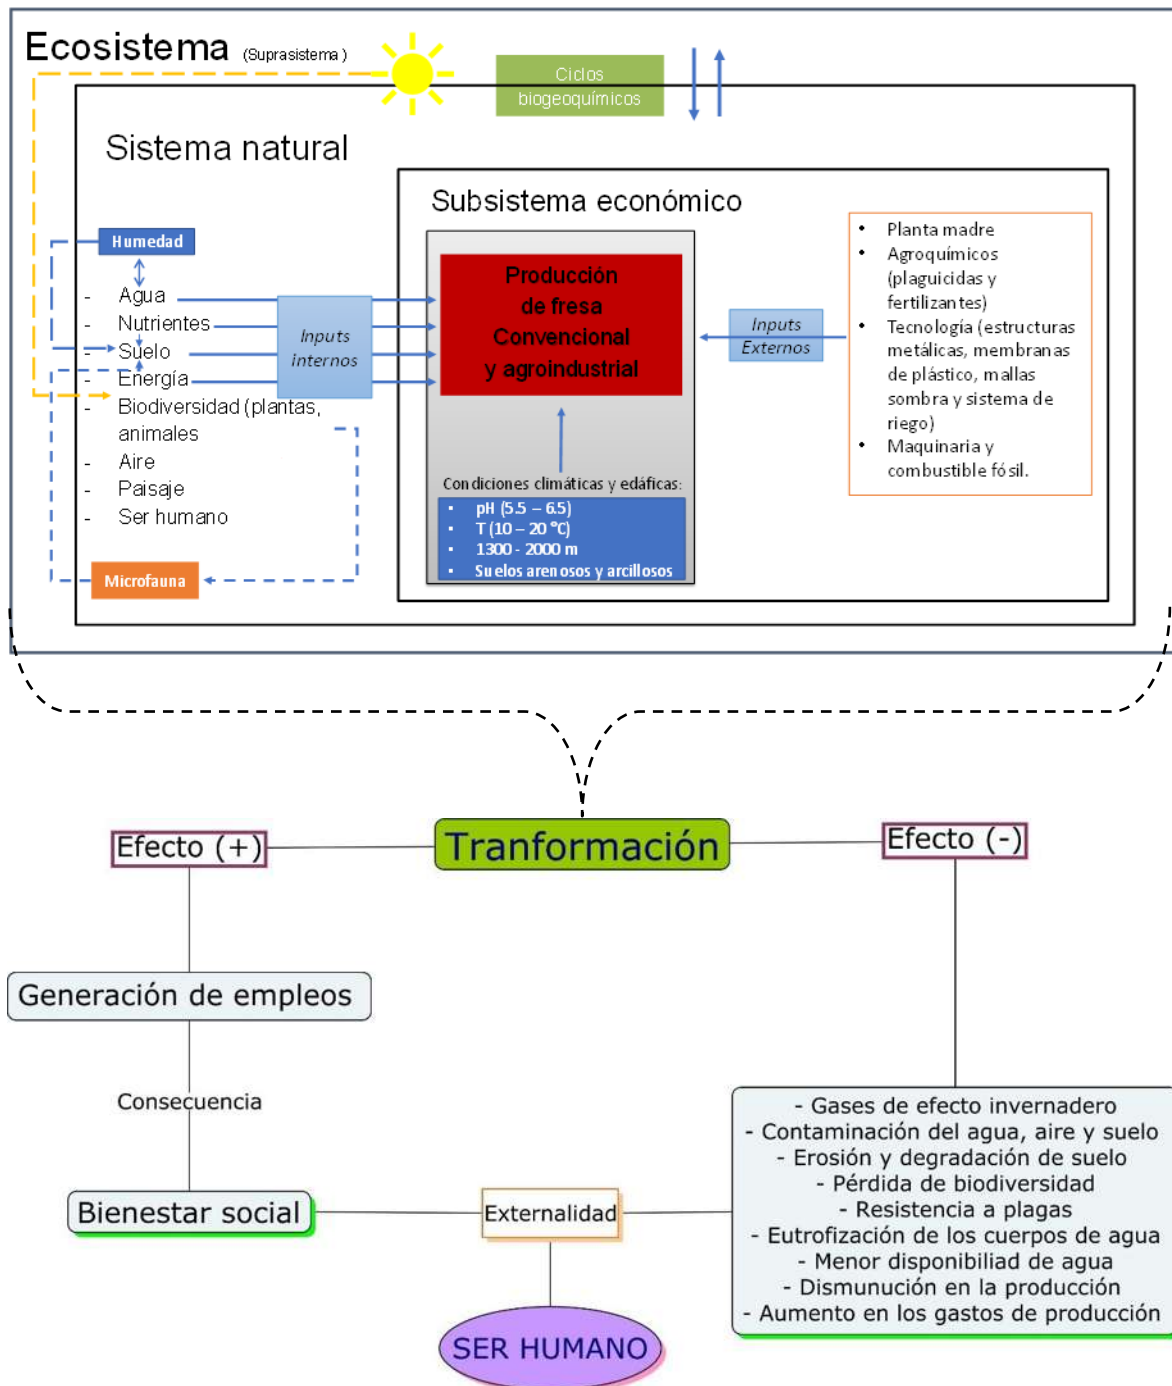 Ecosistema (Suprasistema )
Ciclos
biogeoquímicos
Sistema natural
Subsistema económico
Humedad
- Agua
- Nutrientes
- Suelo
- Energía
- Biodiversidad (plantas,
animales
- Aire
- Paisaje
- Ser humano
Microfauna
Inputs
internos
Producción
de fresa
Convencional
y agroindustrial
Condiciones climáticas y edáficas:
• pH (5.5 – 6.5)
• T (10 – 20 °C)
• 1300 - 2000 m
• Suelos arenosos y arcillosos
Inputs
Externos
• Planta madre
• Agroquímicos
(plaguicidas y
fertilizantes)
• Tecnología (estructuras
metálicas, membranas
de plástico, mallas
sombra y sistema de
riego)
• Maquinaria y
combustible fósil.
Efecto (+)
Tranformación
Efecto (-)
Generación de empleos
Consecuencia
Bienestar social
Externalidad
SER HUMANO
- Gases de efecto invernadero
- Contaminación del agua, aire y suelo
- Erosión y degradación de suelo
- Pérdida de biodiversidad
- Resistencia a plagas
- Eutrofización de los cuerpos de agua
- Menor disponibiliad de agua
- Dismunución en la producción
- Aumento en los gastos de producción